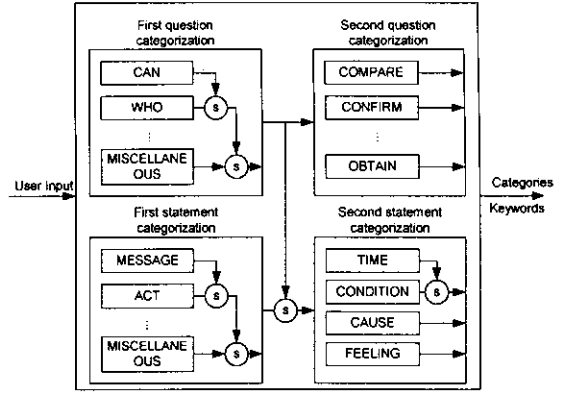 First question
categorization
CAN
S
WHO
S
⋮
MISCELLANE
OUS
Second question
categorization
COMPARE
CONFIRM
⋮
OBTAIN
User input
Categories
Keywords
First statement
categorization
MESSAGE
S
ACT
S
⋮
MISCELLANE
OUS
S
Second statement
categorization
TIME
CONDITION
S
CAUSE
FEELING